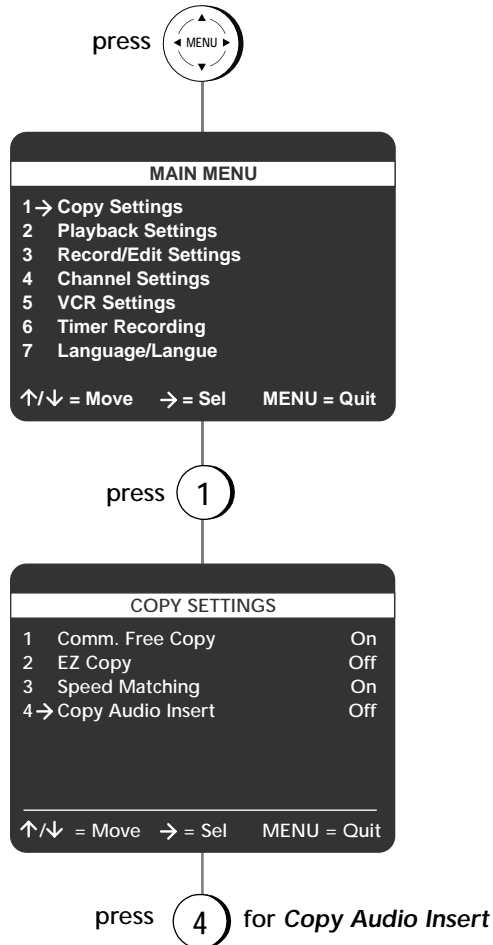 press MENU
MAIN MENU
1→ Copy Settings
2 Playback Settings
3 Record/Edit Settings
4 Channel Settings
5 VCR Settings
6 Timer Recording
7 Language/Langue
↑/↓ = Move → = Sel MENU = Quit
press 1
COPY SETTINGS
1 Comm. Free Copy On
2 EZ Copy Off
3 Speed Matching On
4→ Copy Audio Insert Off
↑/↓ = Move → = Sel MENU = Quit
press 4 for Copy Audio Insert